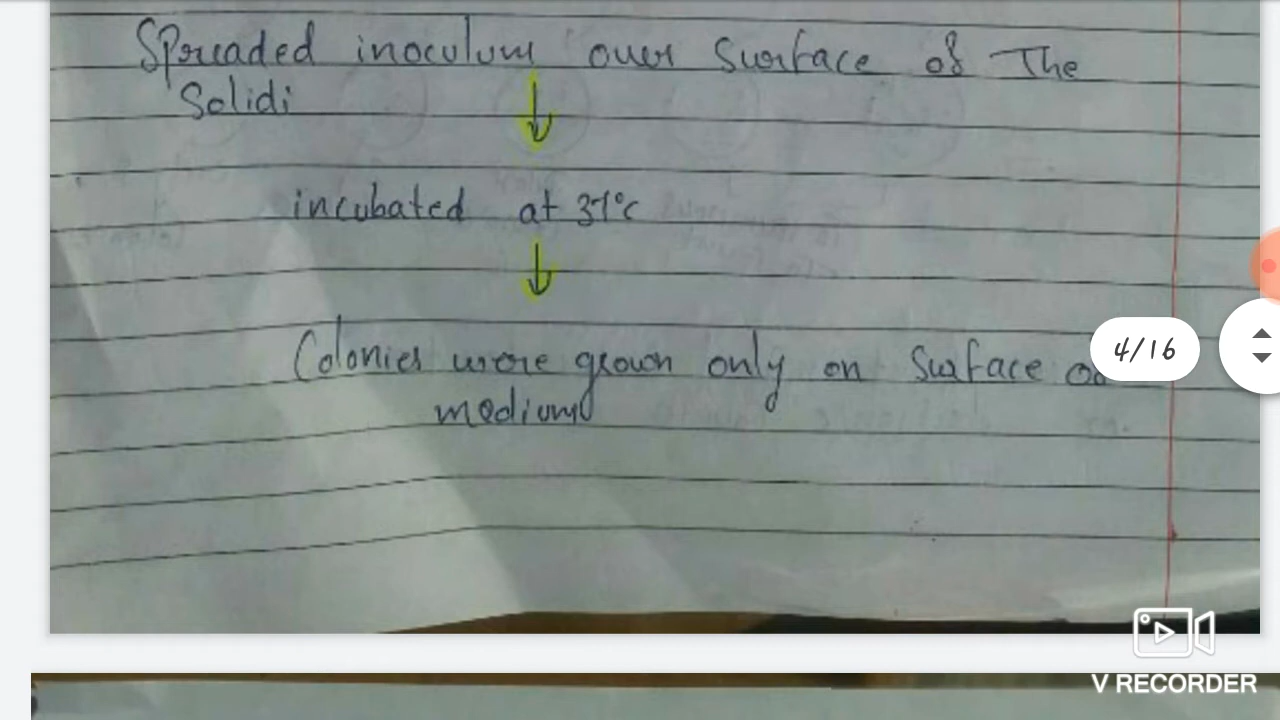 Spreaded inoculum over surface of The
Solidi
incubated at 37°c
Colonies were grown only on Surface
medium
4/16
V RECORDER